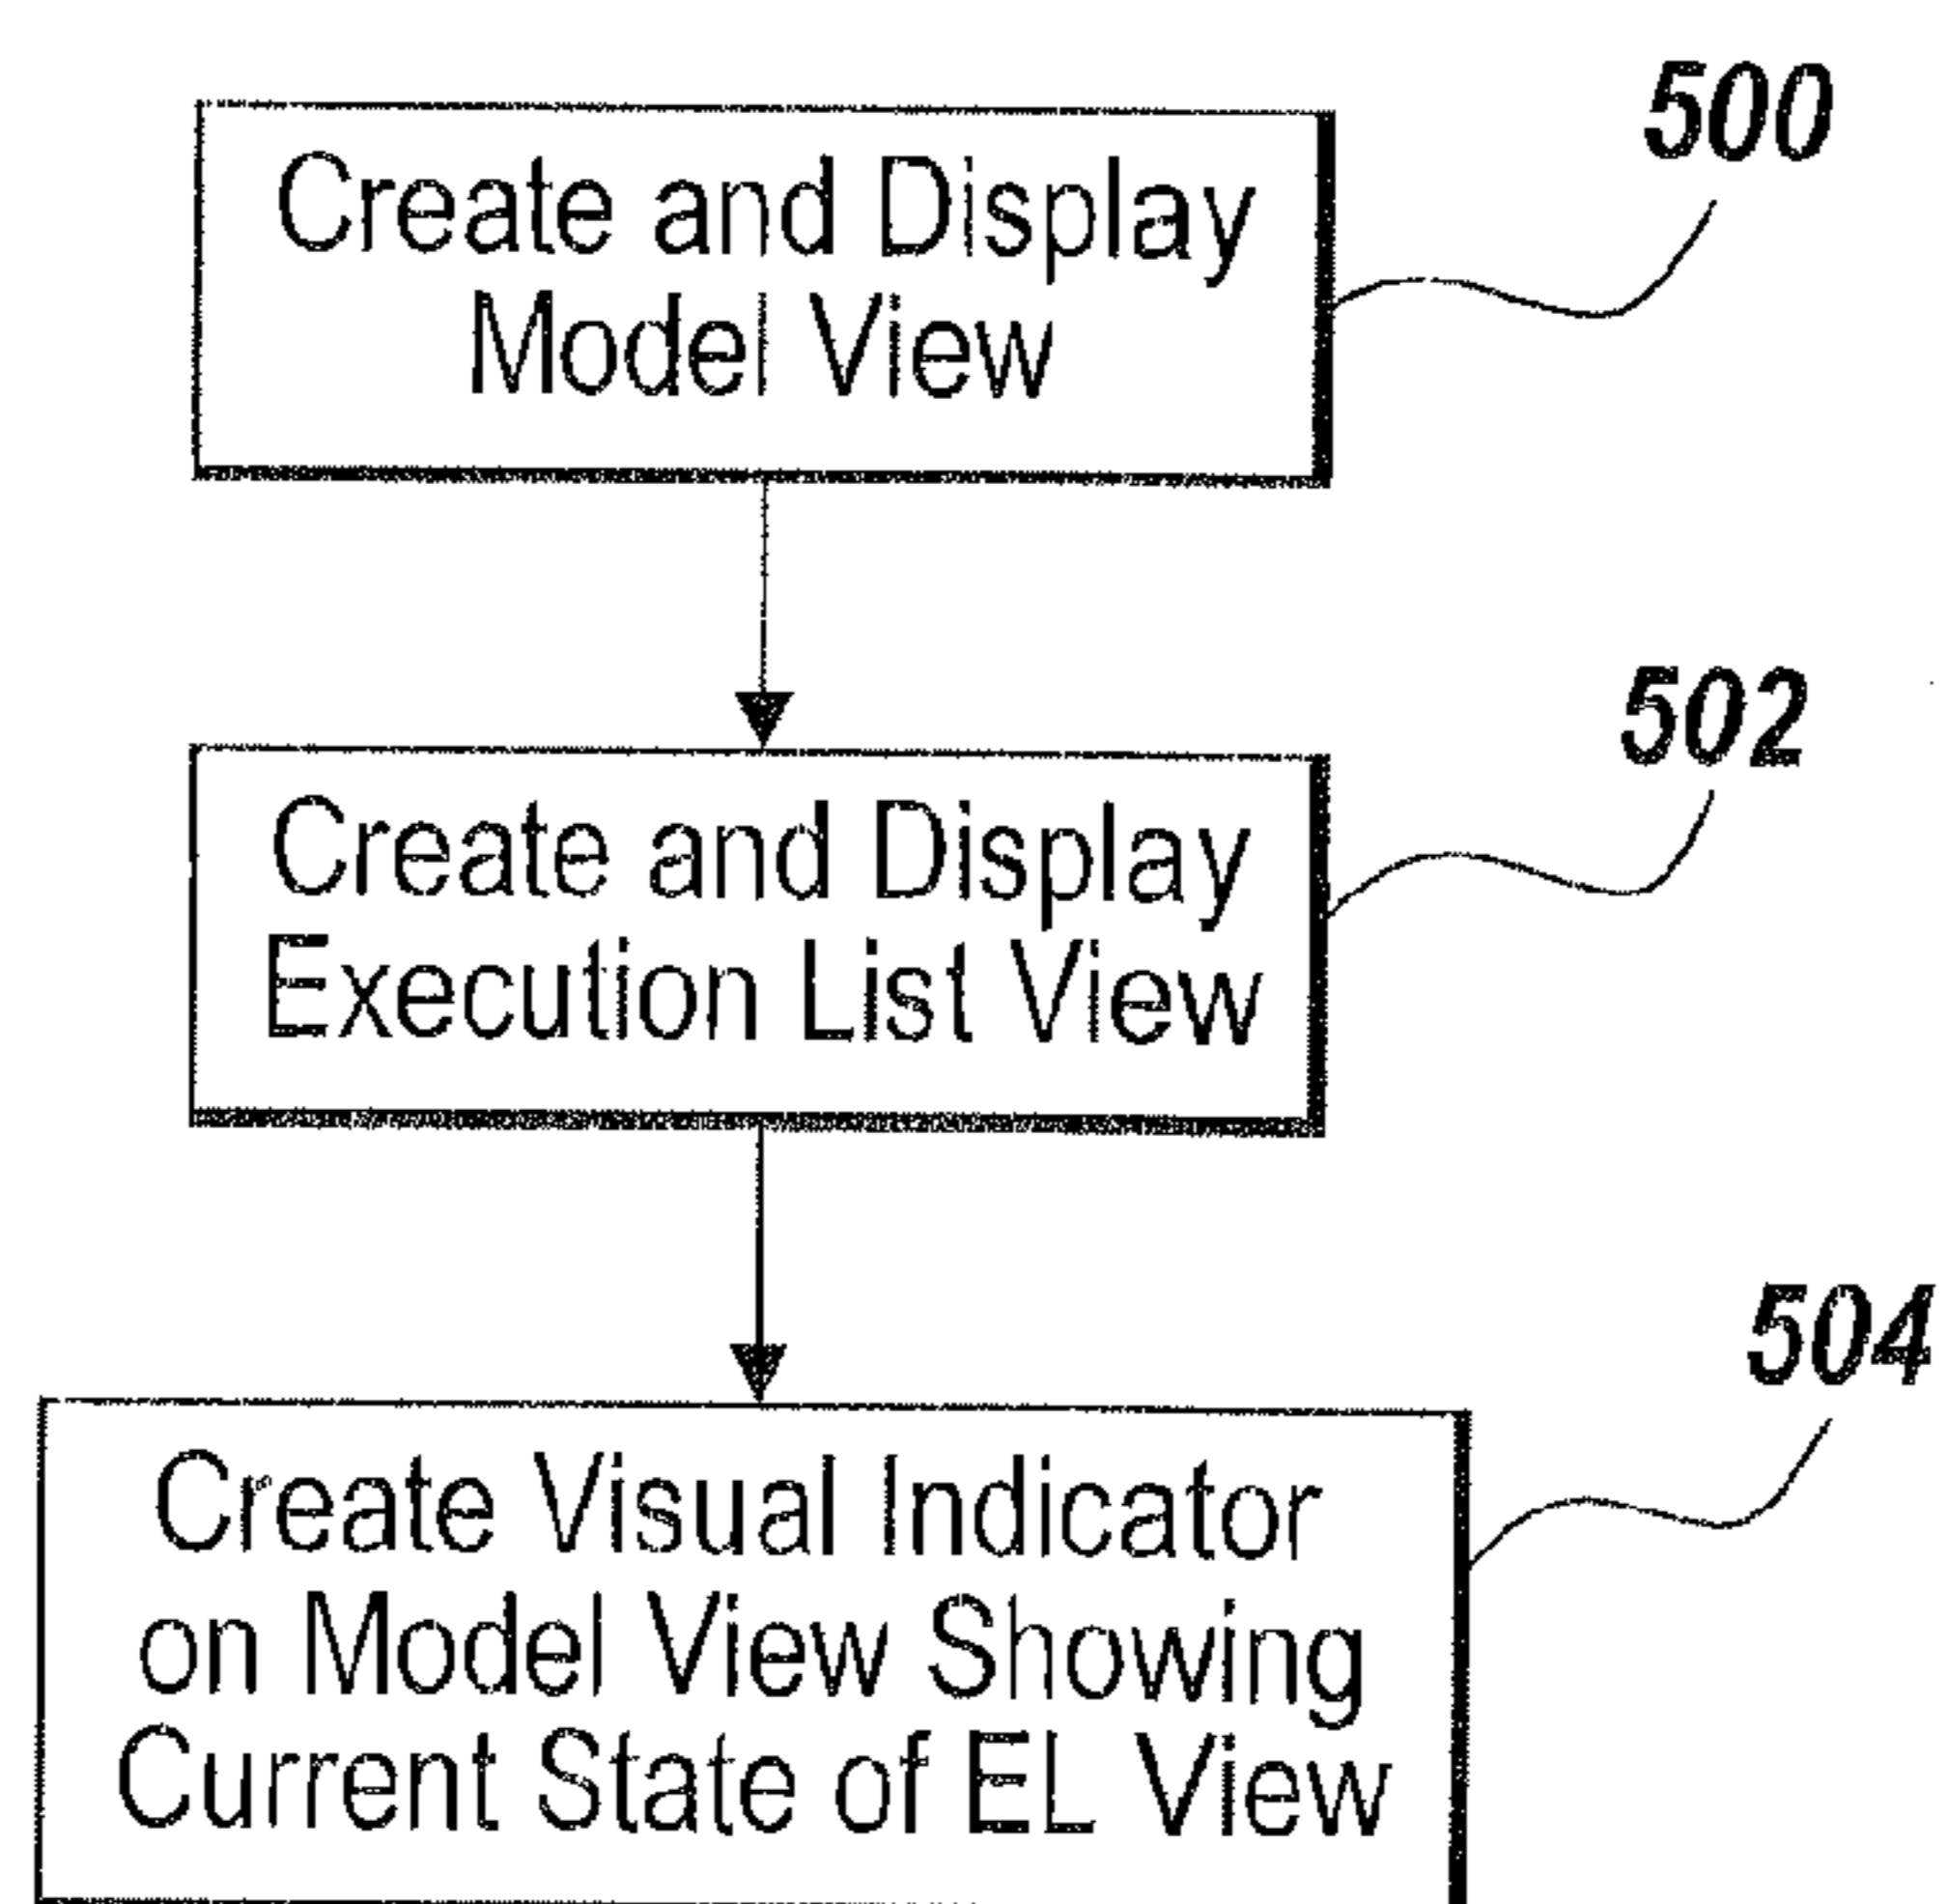 500
Create and Display
Model View
502
Create and Display
Execution List View
504
Create Visual Indicator
on Model View Showing
Current State of EL View